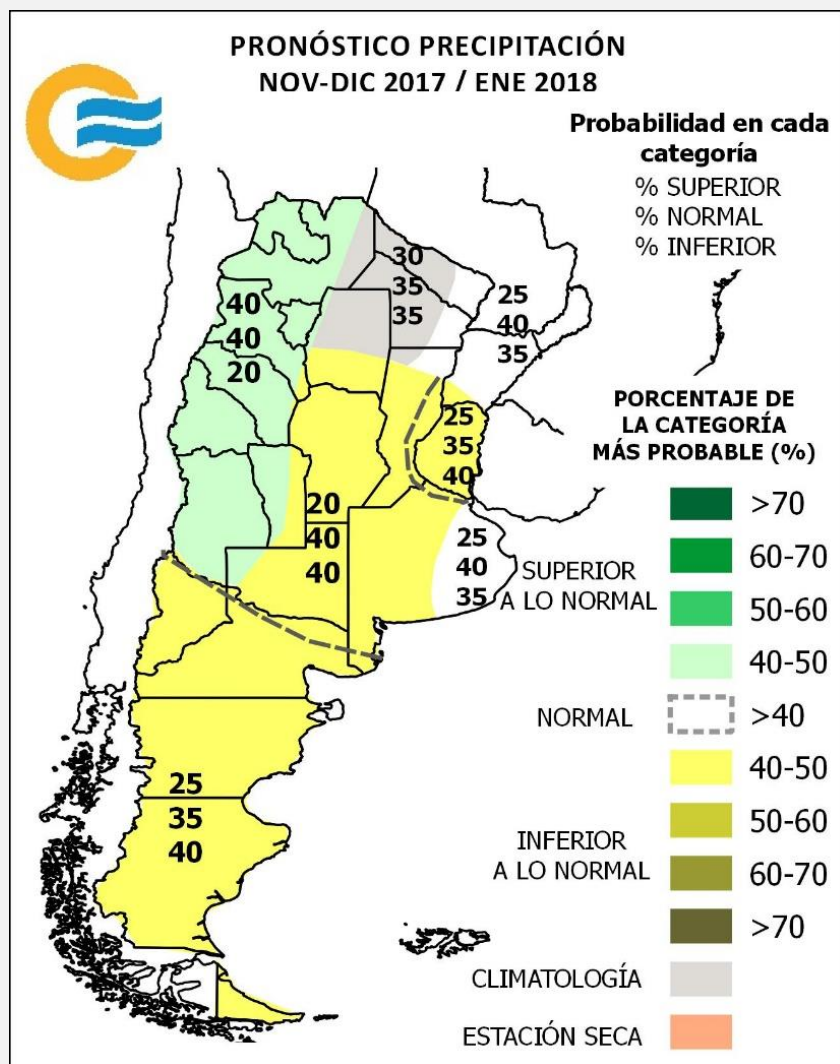 PRONÓSTICO PRECIPITACIÓN
NOV-DIC 2017 / ENE 2018
Probabilidad en cada
categoría
% SUPERIOR
% NORMAL
% INFERIOR
30
35
35
25
40
35
40
40
20
25
35
40
20
40
40
25
40
35
25
35
40
PORCENTAJE DE
LA CATEGORÍA
MÁS PROBABLE (%)
SUPERIOR
A LO NORMAL
>70
60-70
50-60
40-50
NORMAL
>40
INFERIOR
A LO NORMAL
40-50
50-60
60-70
>70
CLIMATOLOGÍA
ESTACIÓN SECA